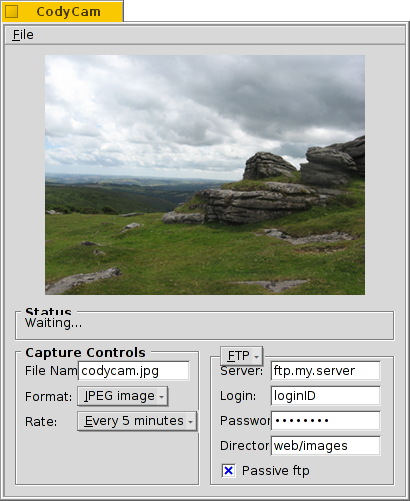 CodyCam
File
Status
Waiting...
Capture Controls
File Nam codycam.jpg
Format: JPEG image
Rate: Every 5 minutes
FTP
Server: ftp.my.server
Login: loginID
Passwor ••••••••
Director web/images
Passive ftp